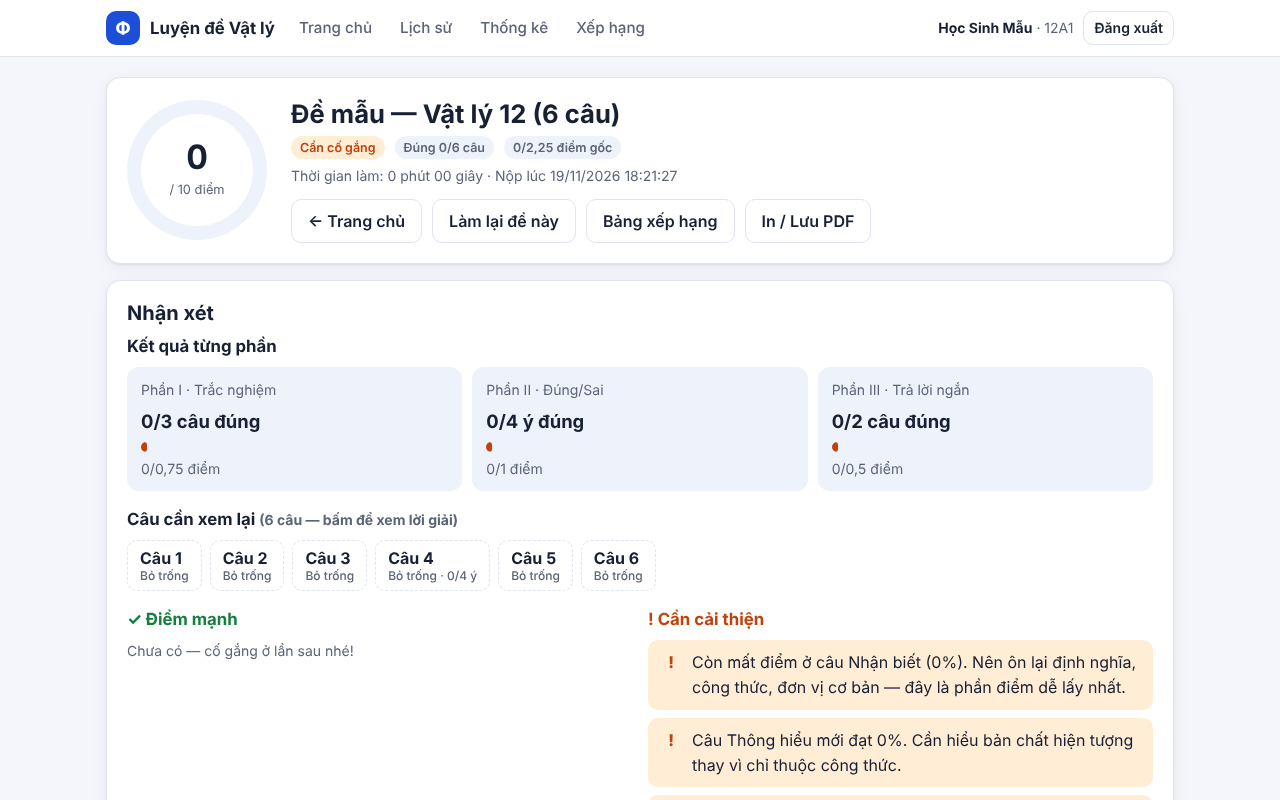 Φ Luyện đề Vật lý Trang chủ Lịch sử Thống kê Xếp hạng Học Sinh Mẫu · 12A1 Đăng xuất
0
/ 10 điểm
Đề mẫu — Vật lý 12 (6 câu)
Cần cố gắng Đúng 0/6 câu 0/2,25 điểm gốc
Thời gian làm: 0 phút 00 giây · Nộp lúc 19/11/2026 18:21:27
← Trang chủ Làm lại đề này Bảng xếp hạng In / Lưu PDF
Nhận xét
Kết quả từng phần
Phần I · Trắc nghiệm
0/3 câu đúng
0/0,75 điểm
Phần II · Đúng/Sai
0/4 ý đúng
0/1 điểm
Phần III · Trả lời ngắn
0/2 câu đúng
0/0,5 điểm
Câu cần xem lại (6 câu — bấm để xem lời giải)
Câu 1
Bỏ trống
Câu 2
Bỏ trống
Câu 3
Bỏ trống
Câu 4
Bỏ trống · 0/4 ý
Câu 5
Bỏ trống
Câu 6
Bỏ trống
✓ Điểm mạnh
Chưa có — cố gắng ở lần sau nhé!
! Cần cải thiện
! Còn mất điểm ở câu Nhận biết (0%). Nên ôn lại định nghĩa,
công thức, đơn vị cơ bản — đây là phần điểm dễ lấy nhất.
! Câu Thông hiểu mới đạt 0%. Cần hiểu bản chất hiện tượng
thay vì chỉ thuộc công thức.